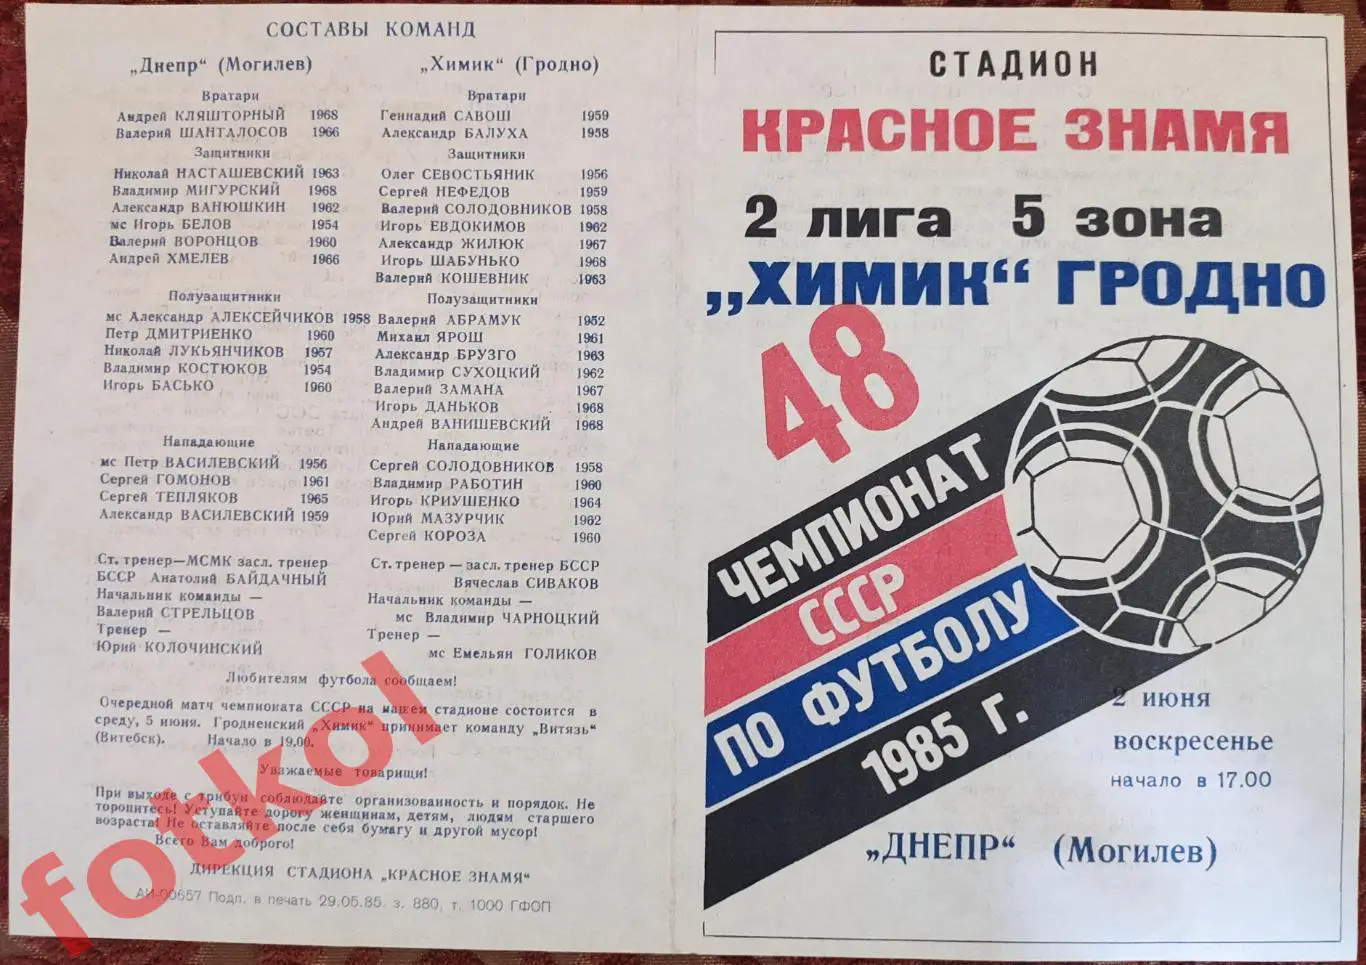 СОСТАВЫ КОМАНД
„Днепр“ (Могилев)
Вратари
Андрей КЛЯШТОРНЫЙ 1968
Валерий ШАНТАЛОСОВ 1966
Защитники
Николай НАСТАШЕВСКИЙ 1963
Владимир МИГУРСКИЙ 1968
Александр ВАНЮШКИН 1962
мс Игорь БЕЛОВ 1954
Валерий ВОРОНЦОВ 1960
Андрей ХМЕЛЕВ 1966
Полузащитники
мс Александр АЛЕКСЕЙЧИКОВ 1958
Петр ДМИТРИЕНКО 1960
Николай ЛУКЬЯНЧИКОВ 1957
Владимир КОСТЮКОВ 1954
Игорь БАСЬКО 1960
Нападающие
мс Петр ВАСИЛЕВСКИЙ 1956
Сергей ГОМОНОВ 1961
Сергей ТЕПЛЯКОВ 1965
Александр ВАСИЛЕВСКИЙ 1959
Ст. тренер—МСМК засл. тренер
БССР Анатолий БАЙДАЧНЫЙ
Начальник команды —
Валерий СТРЕЛЬЦОВ
Тренер —
Юрий КОЛОЧИНСКИЙ
„Химик“ (Гродно)
Вратари
Геннадий САВОШ 1959
Александр БАЛУХА 1958
Защитники
Олег СЕВОСТЬЯНИК 1956
Сергей НЕФЕДОВ 1959
Валерий СОЛОДОВНИКОВ 1958
Игорь ЕВДОКИМОВ 1962
Александр ЖИЛЮК 1967
Игорь ШАБУНЬКО 1968
Валерий КОШЕВНИК 1963
Полузащитники
Валерий АБРАМУК 1952
Михаил ЯРОШ 1961
Александр БРУЗГО 1963
Владимир СУХОЦКИЙ 1962
Валерий ЗАМАНА 1967
Игорь ДАНЬКОВ 1968
Андрей ВАНИШЕВСКИЙ 1968
Нападающие
Сергей СОЛОДОВНИКОВ 1958
Владимир РАБОТИН 1960
Игорь КРИУШЕНКО 1964
Юрий МАЗУРЧИК 1962
Сергей КОРОЗА 1960
Ст. тренер — засл. тренер БССР
Вячеслав СИВАКОВ
Начальник команды —
мс Владимир ЧАРНОЦКИЙ
Тренер —
мс Емельян ГОЛИКОВ
Любителям футбола сообщаем!
Очередной матч чемпионата СССР на нашем стадионе состоится в
среду, 5 июня. Гродненский „Химик“ принимает команду „Витязь“
(Витебск). Начало в 19.00.
Уважаемые товарищи!
При выходе с трибун соблюдайте организованность и порядок. Не
торопитесь! Уступайте дорогу женщинам, детям, людям старшего
возраста! Не оставляйте после себя бумагу и другой мусор!
Всего Вам доброго!
ДИРЕКЦИЯ СТАДИОНА „КРАСНОЕ ЗНАМЯ“
АИ-00657 Подп. в печать 29.05.85. з. 880, т. 1000 ГФОП
fotkol
СТАДИОН
КРАСНОЕ ЗНАМЯ
2 лига 5 зона
„ХИМИК“ ГРОДНО
48
ЧЕМПИОНАТ
СССР
ПО ФУТБОЛУ
1985 г.
2 июня
воскресенье
начало в 17.00
„ДНЕПР“ (Могилев)